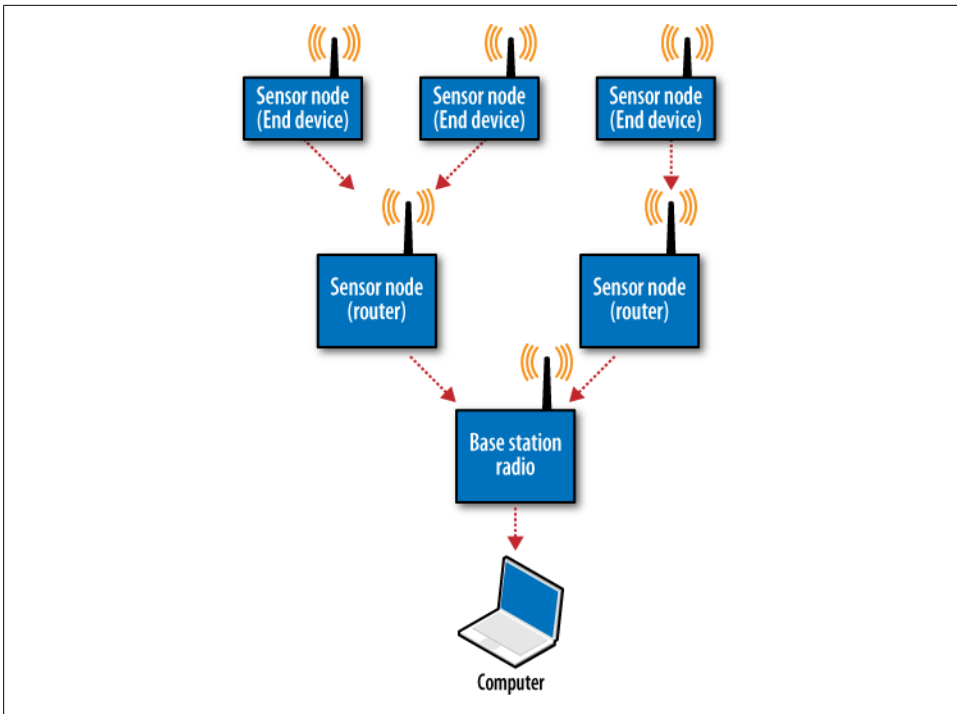 Sensor node
(End device)
Sensor node
(End device)
Sensor node
(End device)
Sensor node
(router)
Sensor node
(router)
Base station
radio
Computer